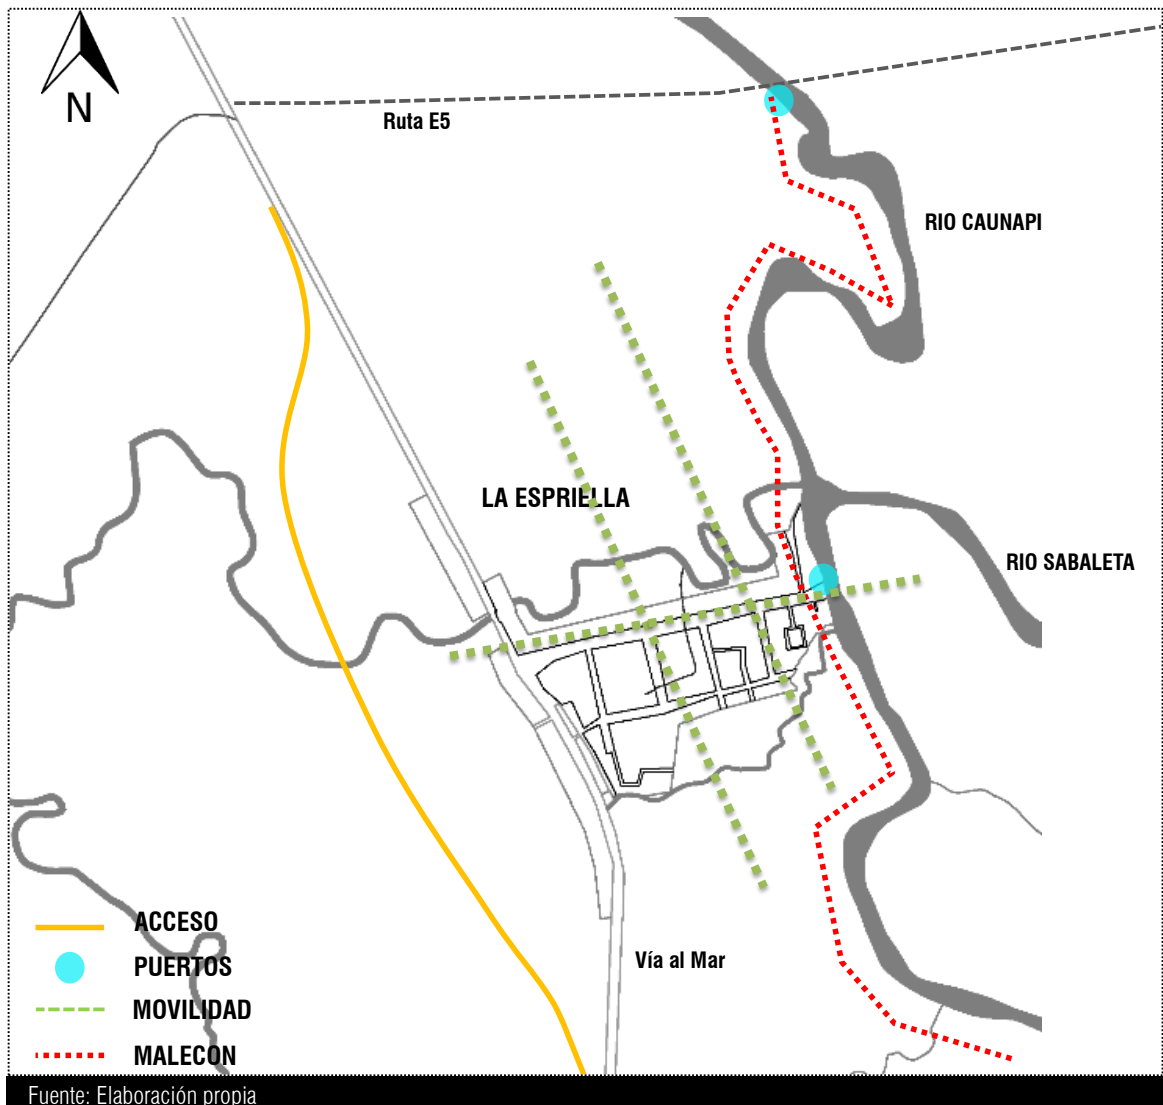 N
Ruta E5
RIO CAUNAPI
LA ESPRIELLA
RIO SABALETA
Vía al Mar
ACCESO
PUERTOS
MOVILIDAD
MALECON
Fuente: Elaboración propia